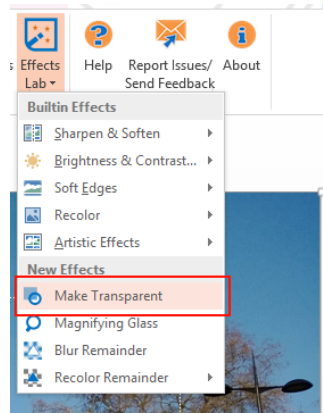 s Effects Help Report Issues/ About
Lab Send Feedback
Builtin Effects
Sharpen & Soften
Brightness & Contrast...
Soft Edges
Recolor
Artistic Effects
New Effects
Make Transparent
Magnifying Glass
Blur Remainder
Recolor Remainder